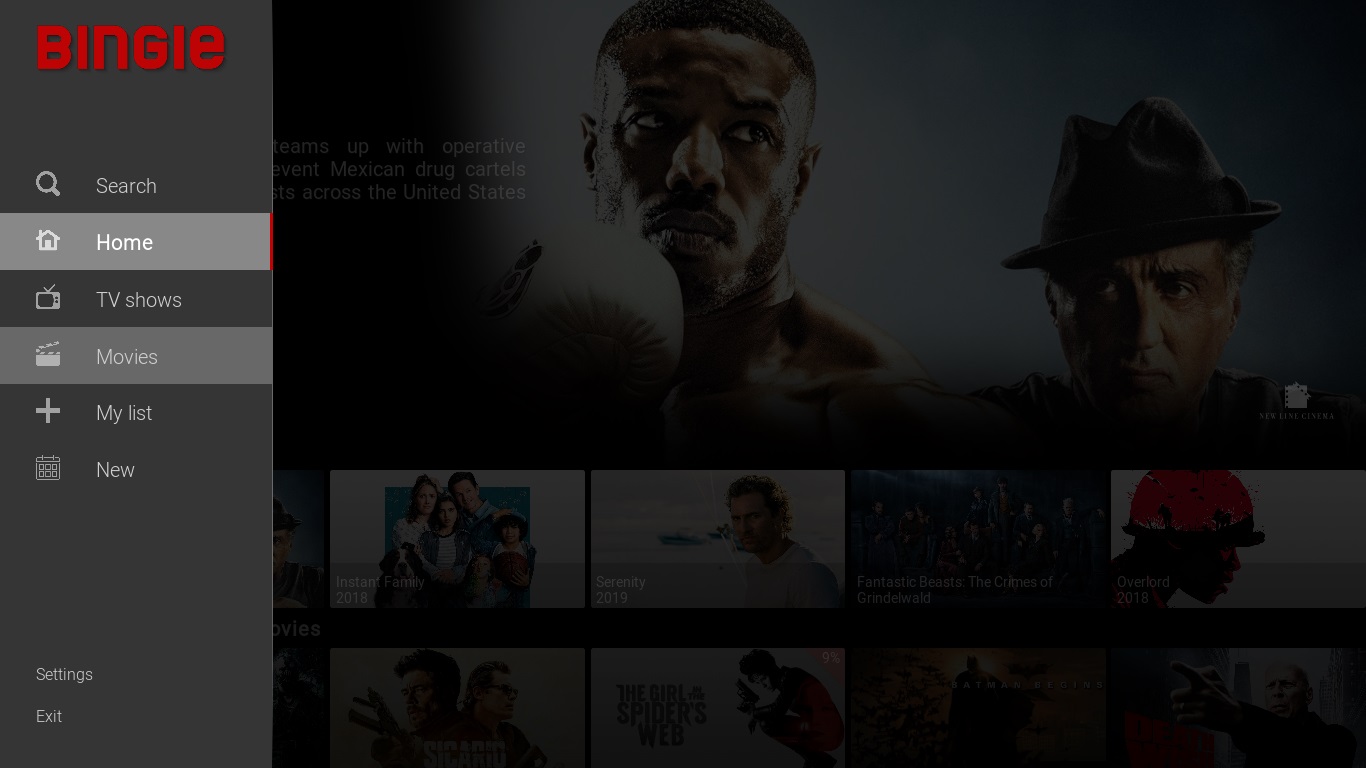 BINGIE
Search
Home
TV shows
Movies
My list
New
Settings
Exit
teams up with operative
event Mexican drug cartels
sts across the United States
NEW LINE CINEMA
Instant Family
2018
Serenity
2019
Fantastic Beasts: The Crimes of
Grindelwald
Overlord
2018
ovies
SICARIO
9%
THE GIRL IN THE
SPIDER'S
WEB
BATMAN BEGINS